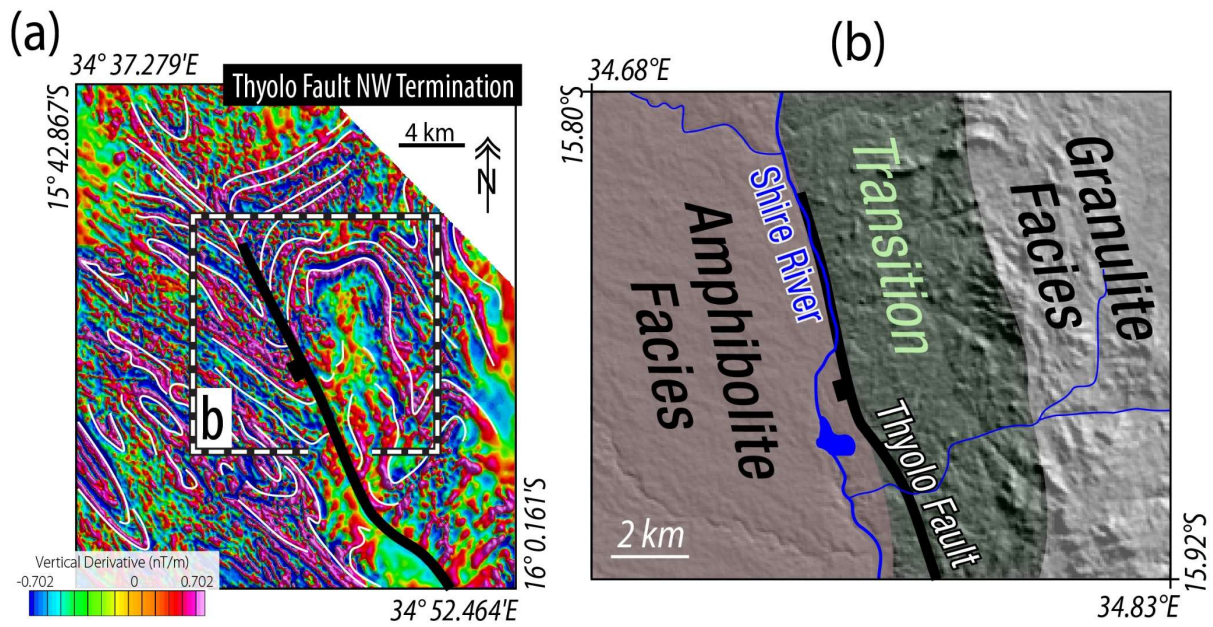 (a)
34° 37.279'E
15° 42.867'S
Thyolo Fault NW Termination
4 km
N
b
Vertical Derivative (nT/m)
-0.702 0 0.702
16° 0.161'S
34° 52.464'E
(b)
34.68°E
15.80°S
Shire River
Transition
Granulite
Facies
Amphibolite
Facies
Thyolo Fault
2 km
15.92°S
34.83°E